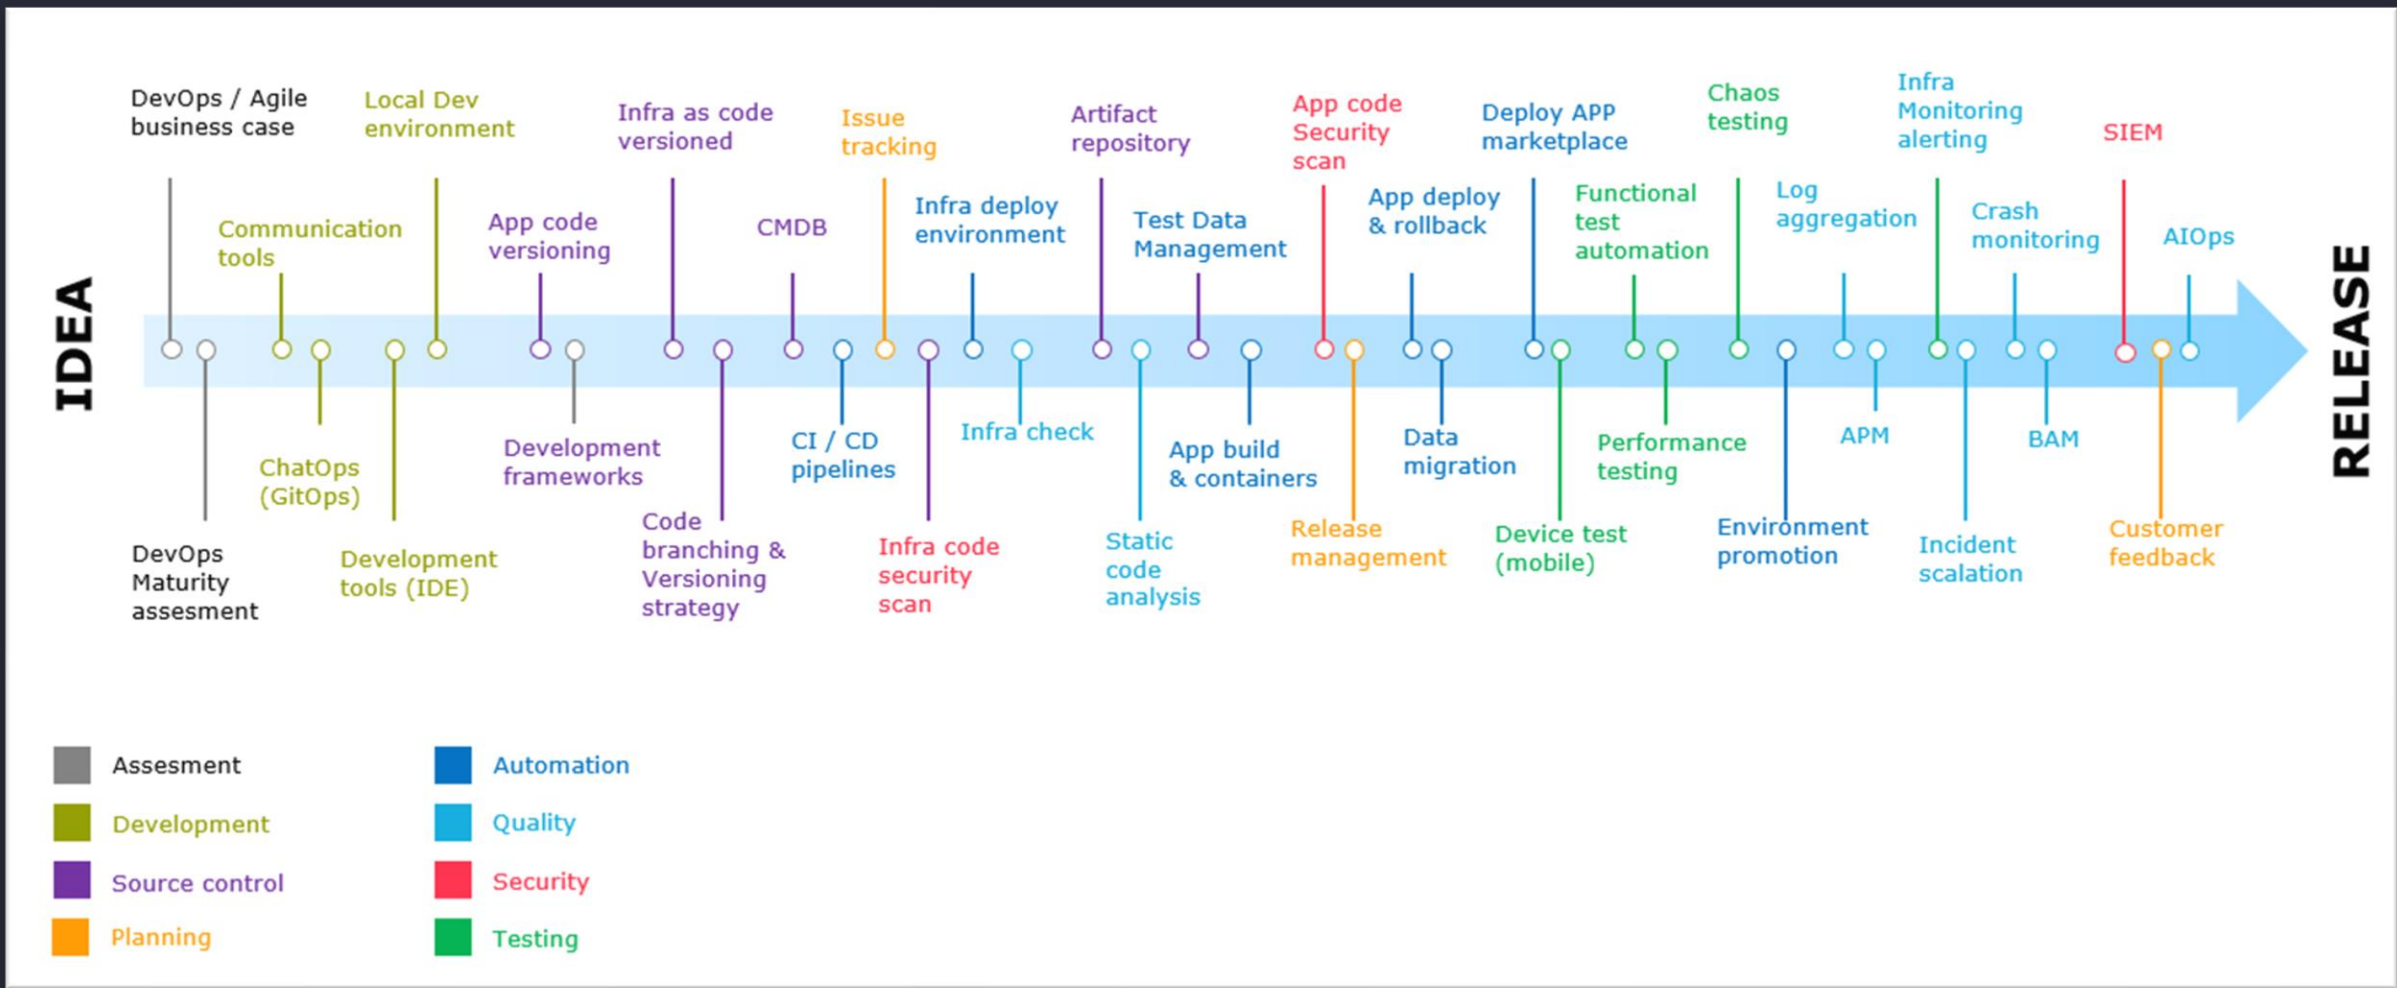 IDEA
DevOps / Agile
business case
Communication
tools
Local Dev
environment
App code
versioning
Infra as code
versioned
CMDB
Issue
tracking
Infra deploy
environment
Artifact
repository
Test Data
Management
App code
Security
scan
App deploy
& rollback
Deploy APP
marketplace
Functional
test
automation
Chaos
testing
Log
aggregation
Infra
Monitoring
alerting
Crash
monitoring
SIEM
AIOps
RELEASE
DevOps
Maturity
assesment
ChatOps
(GitOps)
Development
tools (IDE)
Development
frameworks
Code
branching &
Versioning
strategy
CI / CD
pipelines
Infra code
security
scan
Infra check
Static
code
analysis
App build
& containers
Release
management
Data
migration
Device test
(mobile)
Performance
testing
Environment
promotion
APM
Incident
scalation
BAM
Customer
feedback
Assesment
Development
Source control
Planning
Automation
Quality
Security
Testing